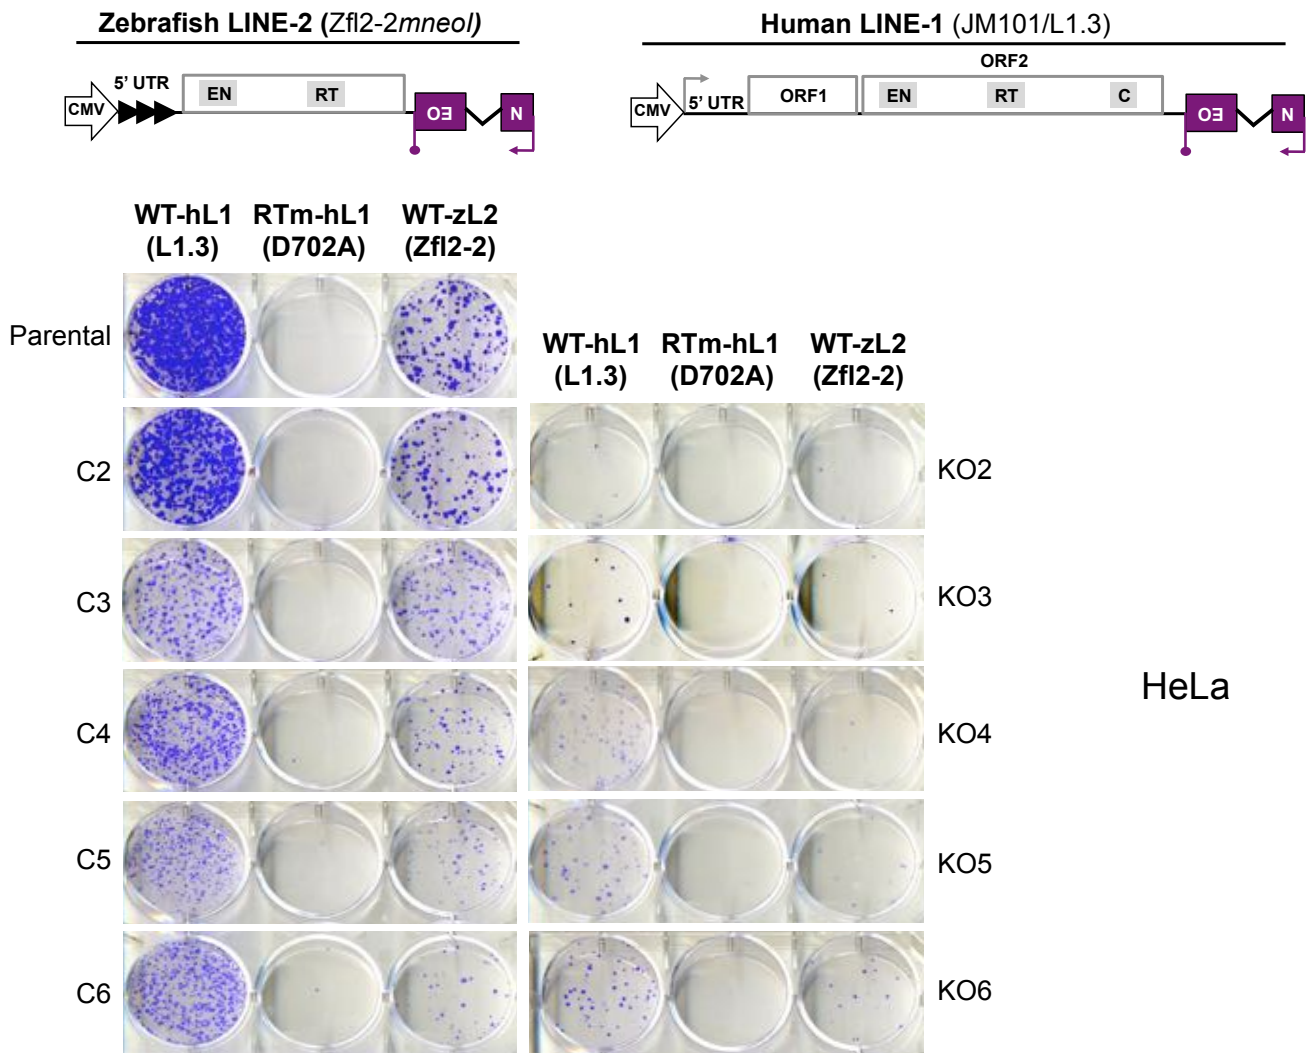 Zebrafish LINE-2 (Zfl2-2mneoI)
Human LINE-1 (JM101/L1.3)
CMV 5' UTR EN RT OE N
ORF2
CMV 5' UTR ORF1 EN RT C OE N
WT-hL1 RTm-hL1 WT-zL2
(L1.3) (D702A) (Zfl2-2)
Parental
WT-hL1 RTm-hL1 WT-zL2
(L1.3) (D702A) (Zfl2-2)
C2 KO2
C3 KO3
HeLa
C4 KO4
C5 KO5
C6 KO6